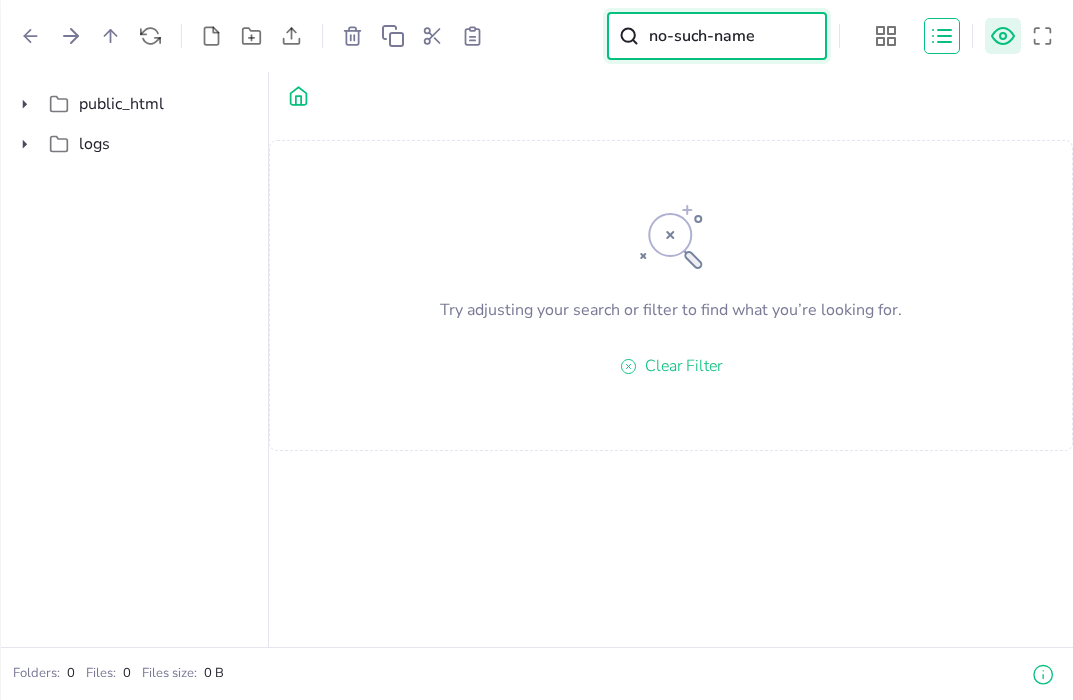 no-such-name
public_html
logs
Try adjusting your search or filter to find what you’re looking for.
Clear Filter
Folders: 0 Files: 0 Files size: 0 B